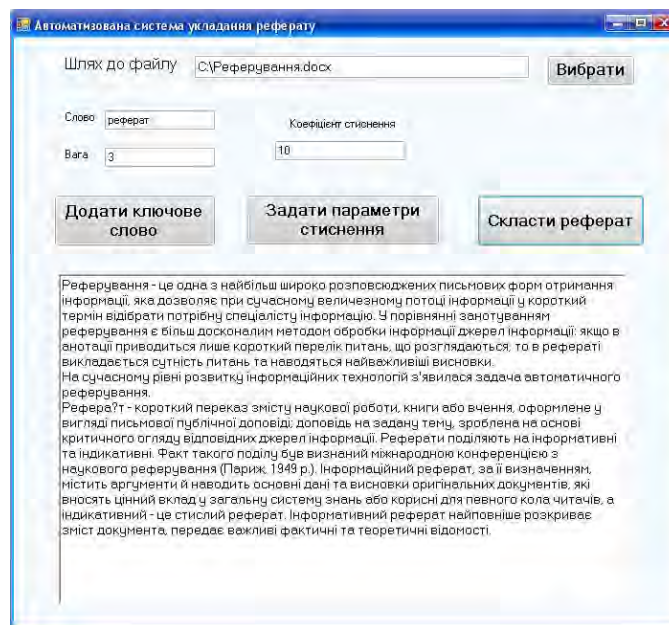 Автоматизована система укладання реферату
Шлях до файлу C:\Реферування.docx Вибрати
Слово реферат Коефіцієнт стиснення
Вага 3 10
Додати ключове слово Задати параметри стиснення Скласти реферат
Реферування - це одна з найбільш широко розповсюджених письмових форм отримання
інформації, яка дозволяє при сучасному величезному потоці інформації у короткий
термін відібрати потрібну спеціалісту інформацію. У порівнянні занотуванням
реферування є більш досконалим методом обробки інформації джерел інформації: якщо в
анотації приводиться лише короткий перелік питань, що розглядаються, то в рефераті
викладається сутність питань та наводяться найважливіші висновки.
На сучасному рівні розвитку інформаційних технологій з'явилася задача автоматичного
реферування.
Рефера?т - короткий переказ змісту наукової роботи, книги або вчення, оформлене у
вигляді письмової публічної доповіді; доповідь на задану тему, зроблена на основі
критичного огляду відповідних джерел інформації. Реферати поділяють на інформативні
та індикативні. Факт такого поділу був визнаний міжнародною конференцією з
наукового реферування (Париж, 1949 р.). Інформаційний реферат, за її визначенням,
містить аргументи й наводить основні дані та висновки оригінальних документів, які
вносять цінний вклад у загальну систему знань або корисні для певного кола читачів, а
індикативний - це стислий реферат. Інформативний реферат найповніше розкриває
зміст документа, передає важливі фактичні та теоретичні відомості.